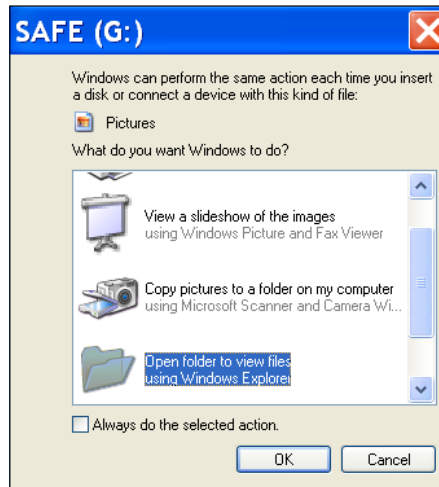 SAFE (G:)
Windows can perform the same action each time you insert
a disk or connect a device with this kind of file:
Pictures
What do you want Windows to do?
View a slideshow of the images
using Windows Picture and Fax Viewer
Copy pictures to a folder on my computer
using Microsoft Scanner and Camera Wi...
Open folder to view files
using Windows Explorer
Always do the selected action.
OK
Cancel